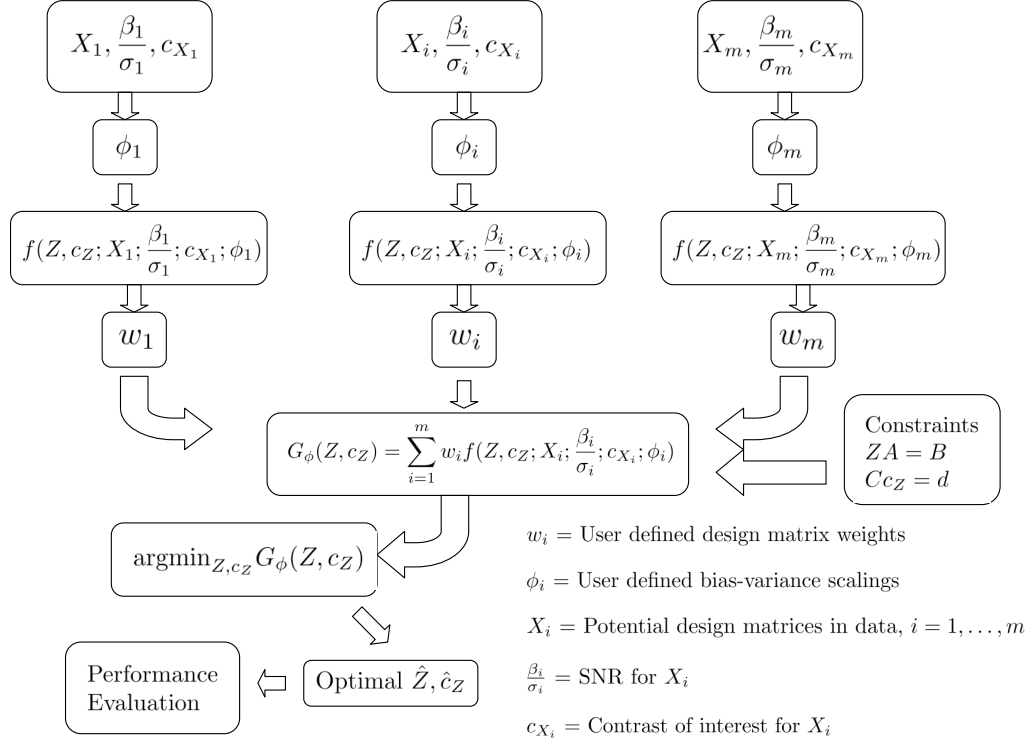 X_1, β_1/σ_1, c_{X_1}
X_i, β_i/σ_i, c_{X_i}
X_m, β_m/σ_m, c_{X_m}
ϕ_1
ϕ_i
ϕ_m
f(Z, c_Z; X_1; β_1/σ_1; c_{X_1}; ϕ_1)
f(Z, c_Z; X_i; β_i/σ_i; c_{X_i}; ϕ_i)
f(Z, c_Z; X_m; β_m/σ_m; c_{X_m}; ϕ_m)
w_1
w_i
w_m
G_ϕ(Z, c_Z) = ∑_{i=1}^{m} w_i f(Z, c_Z; X_i; β_i/σ_i; c_{X_i}; ϕ_i)
Constraints
ZA = B
Cc_Z = d
argmin_{Z,c_Z} G_ϕ(Z, c_Z)
Optimal Ẑ, ĉ_Z
Performance
Evaluation
w_i = User defined design matrix weights
ϕ_i = User defined bias-variance scalings
X_i = Potential design matrices in data, i = 1, . . . , m
β_i/σ_i = SNR for X_i
c_{X_i} = Contrast of interest for X_i